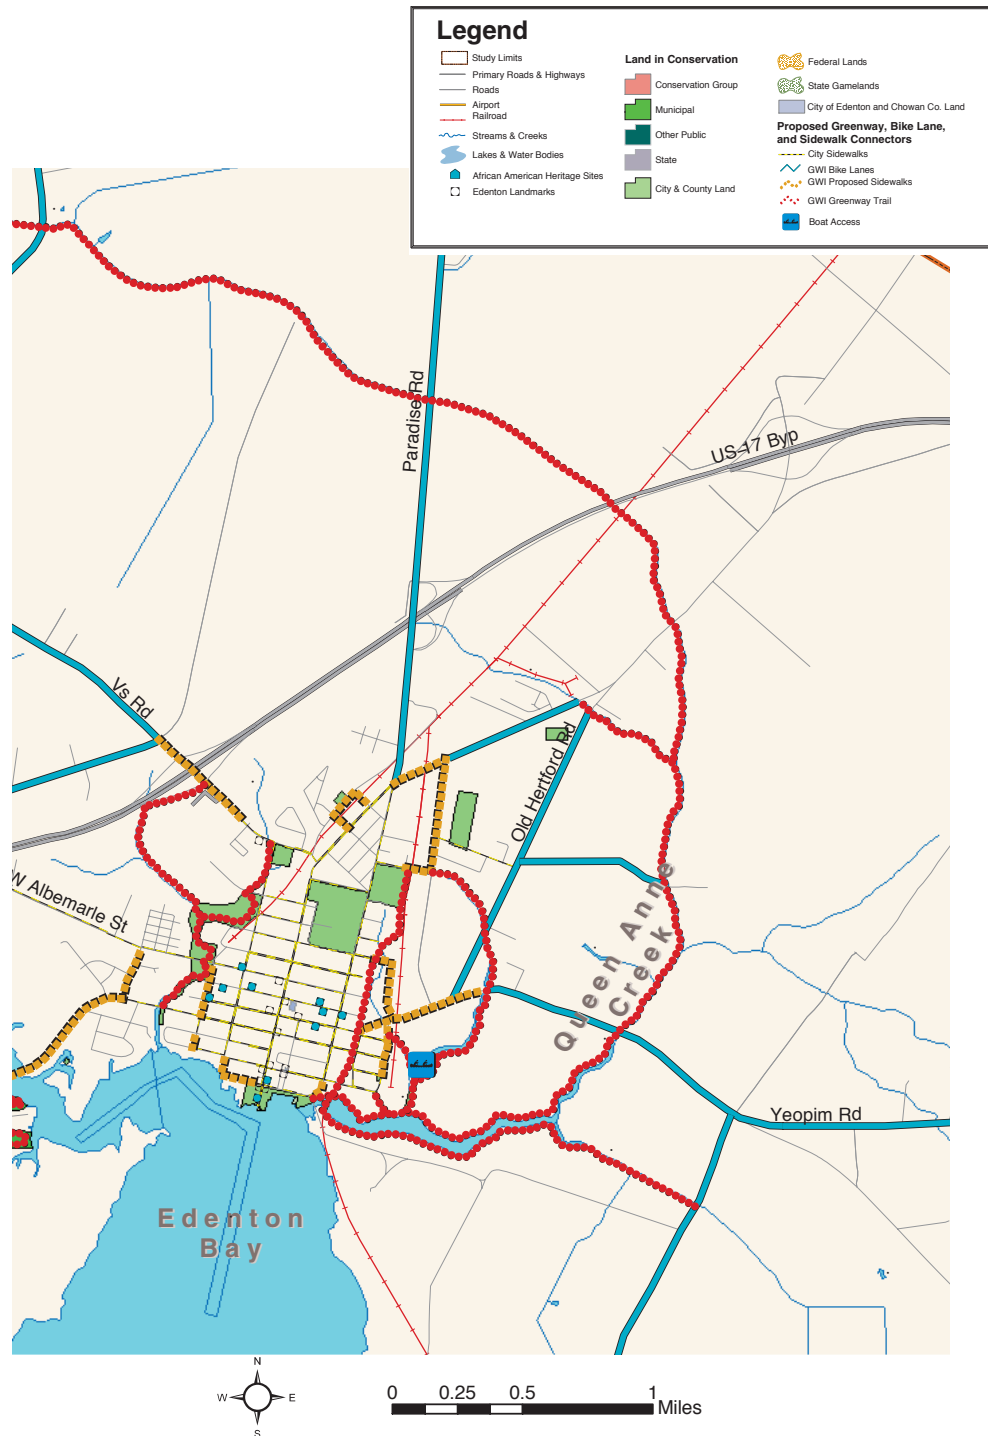 Legend
Study Limits
Primary Roads & Highways
Roads
Airport
Railroad
Streams & Creeks
Lakes & Water Bodies
African American Heritage Sites
Edenton Landmarks
Land in Conservation
Conservation Group
Municipal
Other Public
State
City & County Land
Federal Lands
State Gamelands
City of Edenton and Chowan Co. Land
Proposed Greenway, Bike Lane,
and Sidewalk Connectors
City Sidewalks
GWI Bike Lanes
GWI Proposed Sidewalks
GWI Greenway Trail
Boat Access
Paradise Rd
US-17 Byp
Vs Rd
Old Hertford Rd
W Albemarle St
Queen Anne
Creek
Yeopim Rd
Edenton
Bay
N
W E
S
0 0.25 0.5 1
Miles